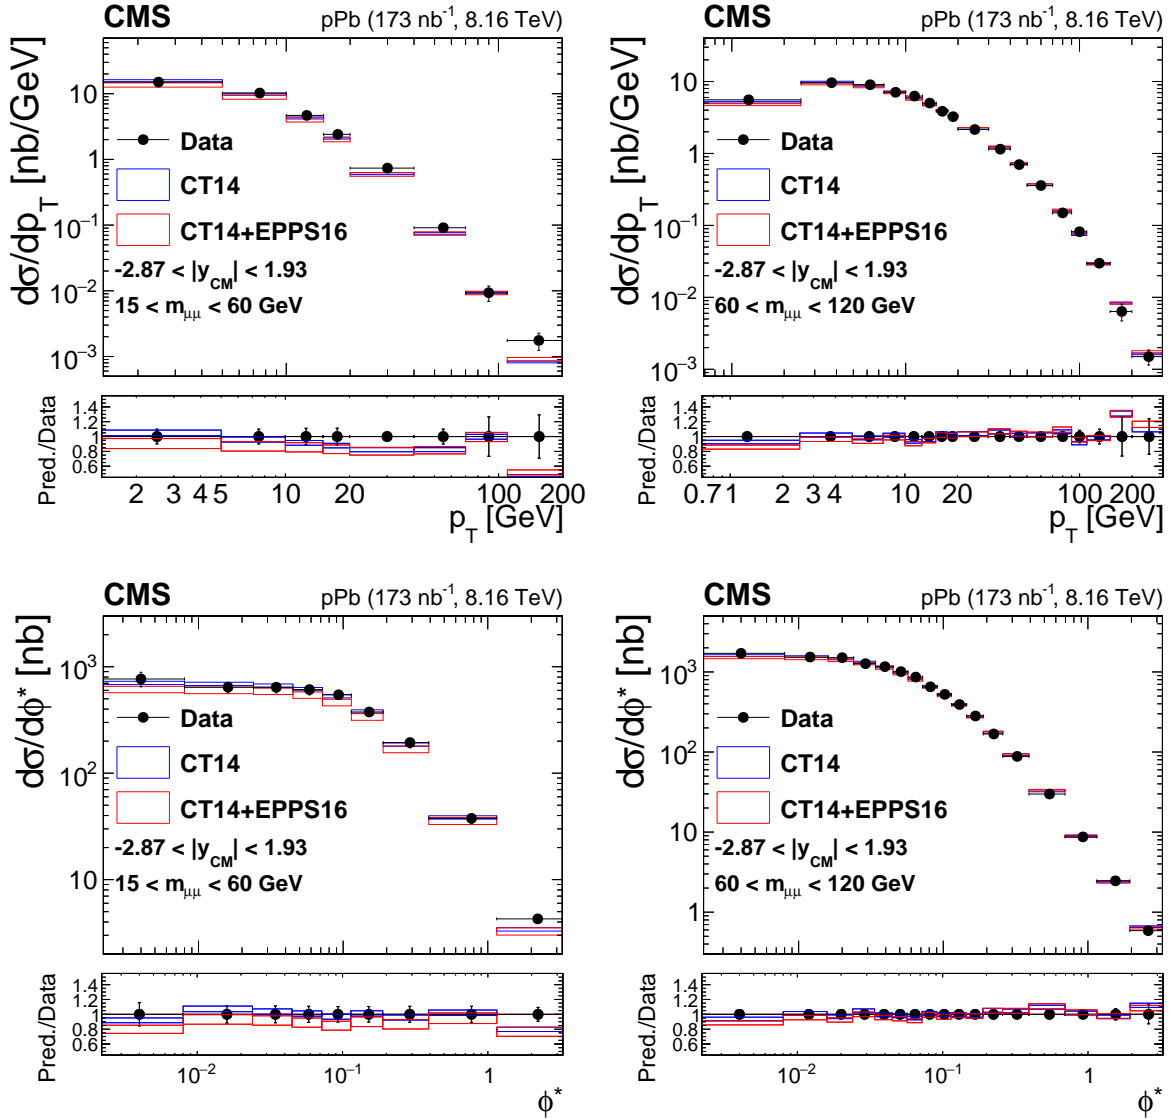 CMS pPb (173 nb⁻¹, 8.16 TeV)
dσ/dp_T [nb/GeV]
10
1
10⁻¹
10⁻²
10⁻³
Data
CT14
CT14+EPPS16
-2.87 < |y_CM| < 1.93
15 < m_μμ < 60 GeV
Pred./Data
1.4
1.2
1
0.8
0.6
2 3 4 5 10 20 100 200
p_T [GeV]
CMS pPb (173 nb⁻¹, 8.16 TeV)
dσ/dp_T [nb/GeV]
10
1
10⁻¹
10⁻²
10⁻³
Data
CT14
CT14+EPPS16
-2.87 < |y_CM| < 1.93
60 < m_μμ < 120 GeV
Pred./Data
1.4
1.2
1
0.8
0.6
0.7 1 2 3 4 10 20 100 200
p_T [GeV]
CMS pPb (173 nb⁻¹, 8.16 TeV)
dσ/dϕ* [nb]
10³
10²
10
Data
CT14
CT14+EPPS16
-2.87 < |y_CM| < 1.93
15 < m_μμ < 60 GeV
Pred./Data
1.4
1.2
1
0.8
0.6
10⁻² 10⁻¹ 1
ϕ*
CMS pPb (173 nb⁻¹, 8.16 TeV)
dσ/dϕ* [nb]
10³
10²
10
1
Data
CT14
CT14+EPPS16
-2.87 < |y_CM| < 1.93
60 < m_μμ < 120 GeV
Pred./Data
1.4
1.2
1
0.8
0.6
10⁻² 10⁻¹ 1
ϕ*